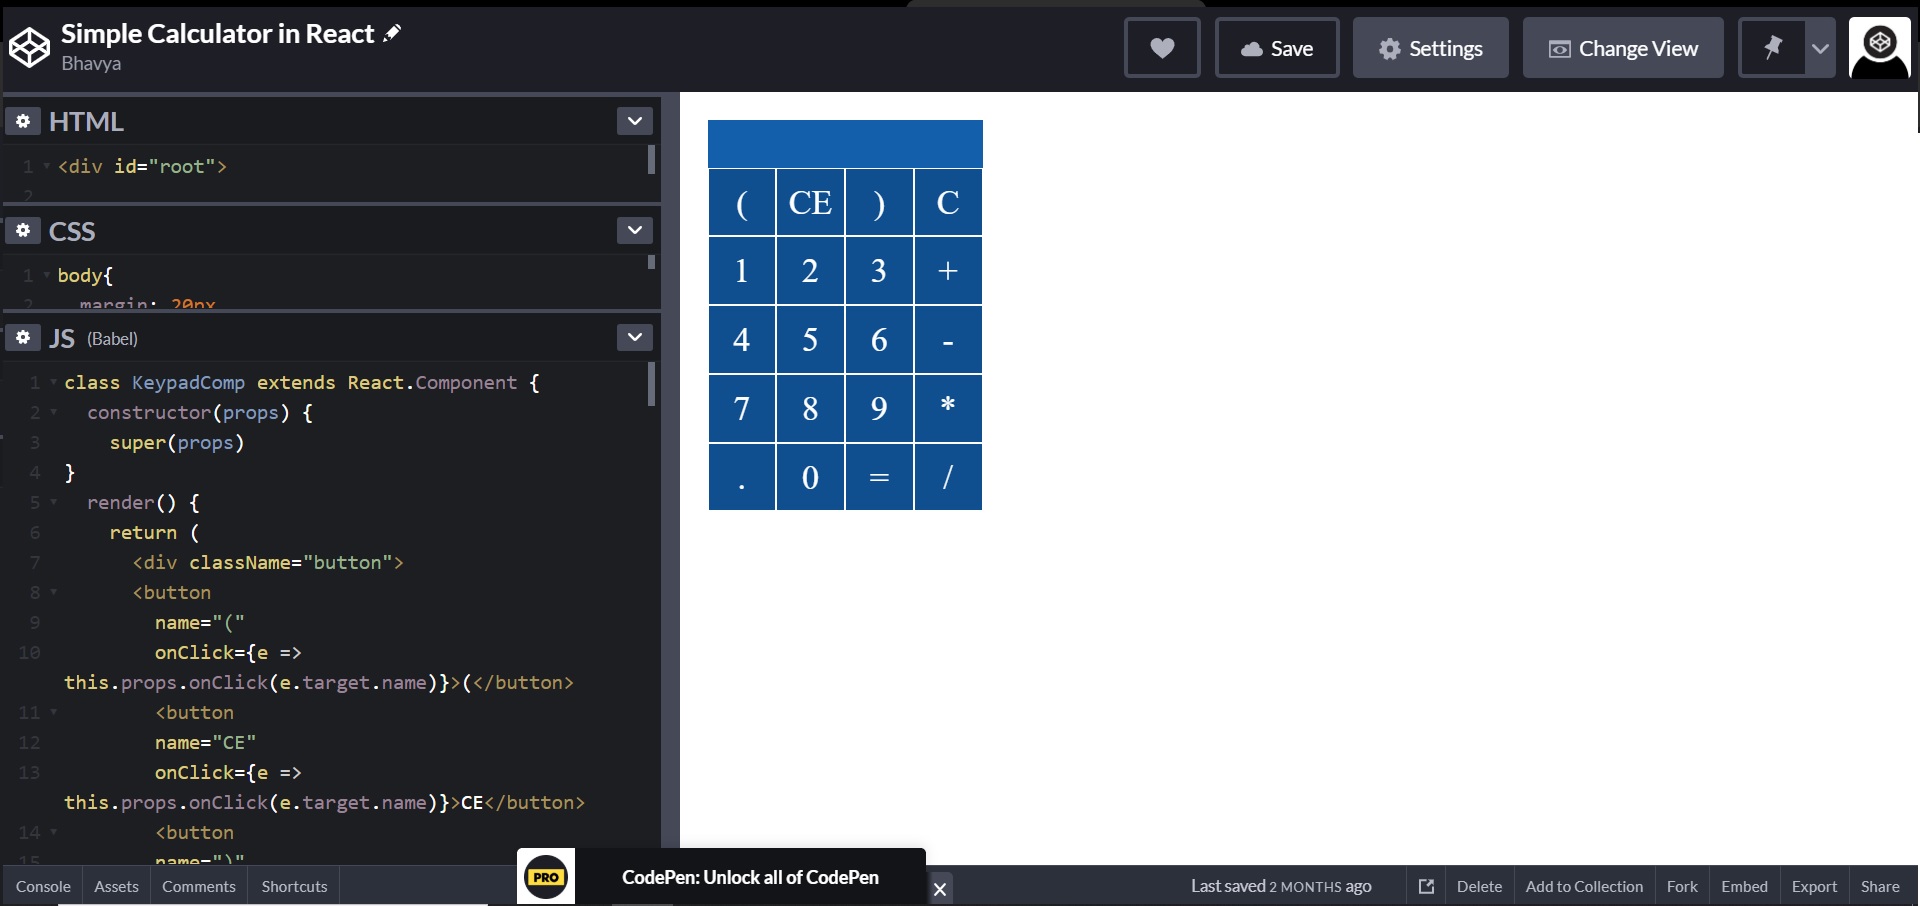 Simple Calculator in React
Bhavya
Save
Settings
Change View
HTML
1 <div id="root">
2
CSS
1 body{
2 margin: 20px
JS (Babel)
1 class KeypadComp extends React.Component {
2 constructor(props) {
3 super(props)
4 }
5 render() {
6 return (
7 <div className="button">
8 <button
9 name="("
10 onClick={e =>
this.props.onClick(e.target.name)}>(</button>
11 <button
12 name="CE"
13 onClick={e =>
this.props.onClick(e.target.name)}>CE</button>
14 <button
15 name=")"
( CE ) C
1 2 3 +
4 5 6 -
7 8 9 *
. 0 = /
Console Assets Comments Shortcuts
PRO
CodePen: Unlock all of CodePen
×
Last saved 2 MONTHS ago
Delete Add to Collection Fork Embed Export Share